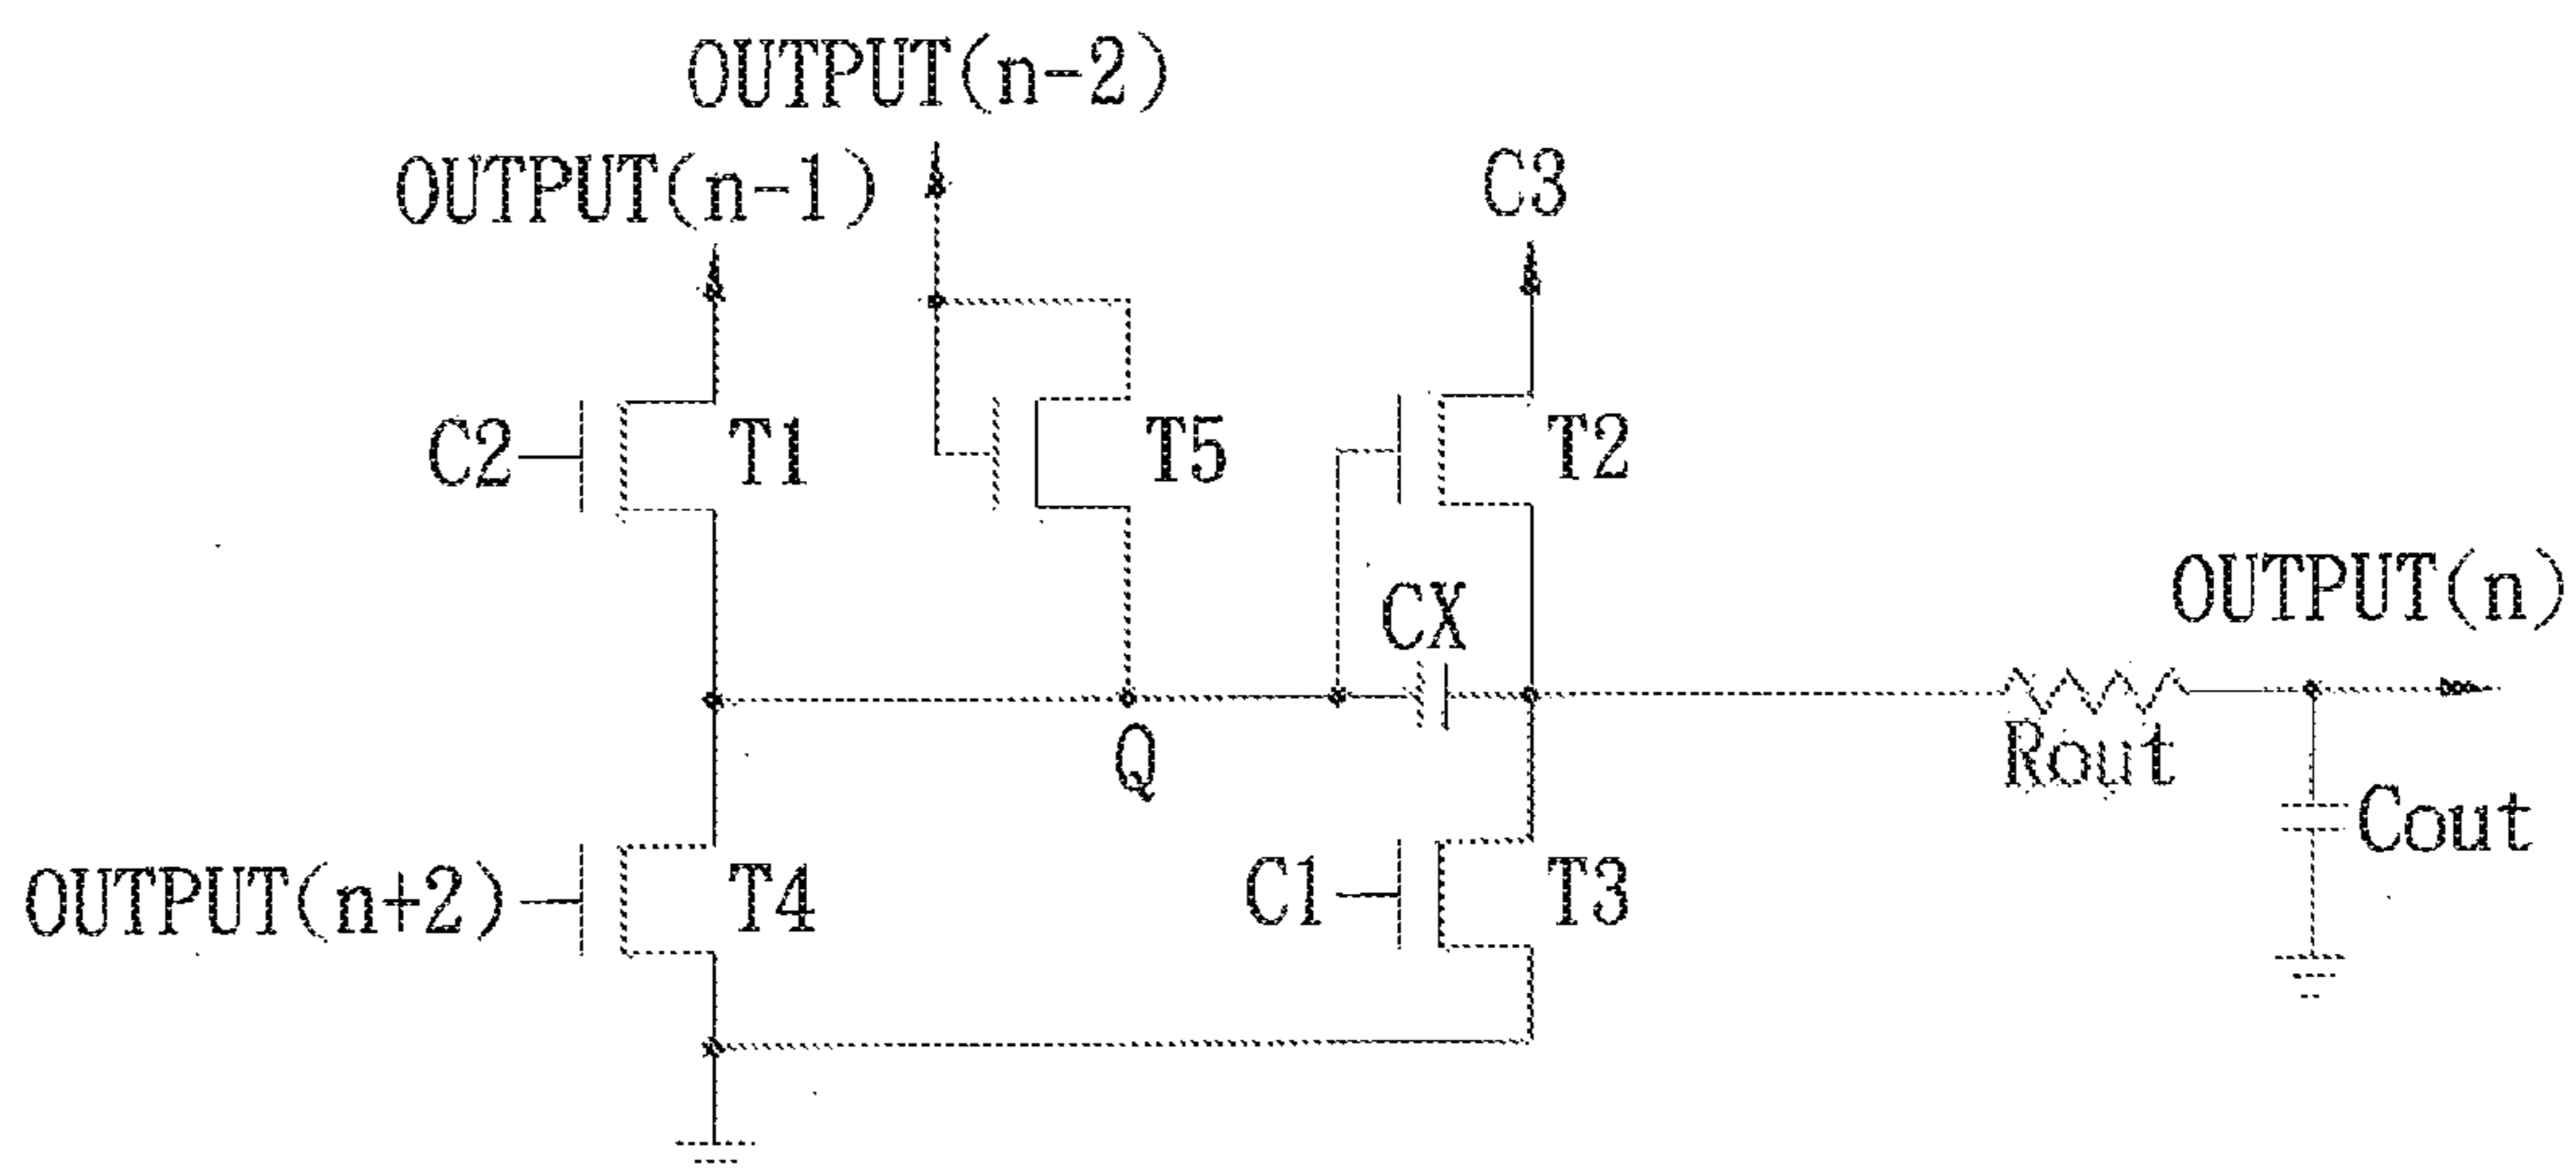 OUTPUT(n-2)
OUTPUT(n-1)
C3
C2
T1
T5
T2
CX
OUTPUT(n)
Q
Rout
Cout
OUTPUT(n+2)
T4
C1
T3